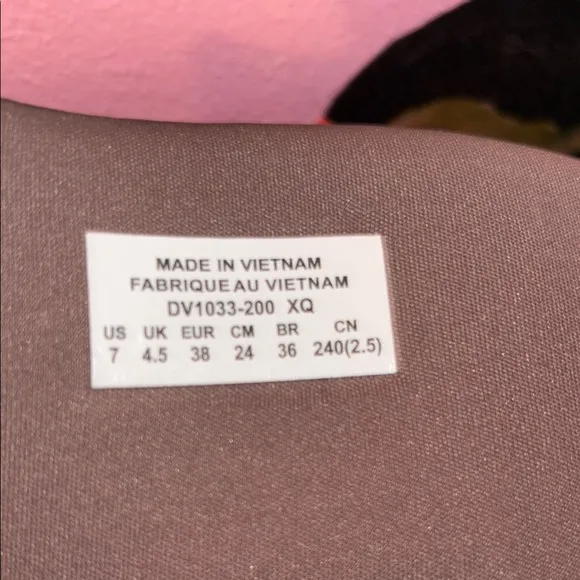 MADE IN VIETNAM
FABRIQUE AU VIETNAM
DV1033-200 XQ
US UK EUR CM BR CN
7 4.5 38 24 36 240(2.5)